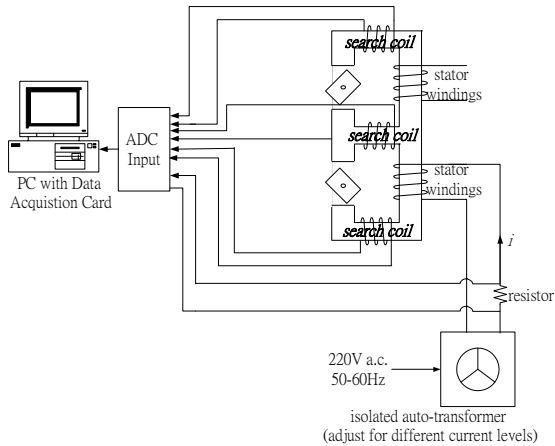 search coil
stator
windings
ADC
Input
search coil
PC with Data
Acquistion Card
stator
windings
search coil
i
resistor
220V a.c.
50-60Hz
isolated auto-transformer
(adjust for different current levels)